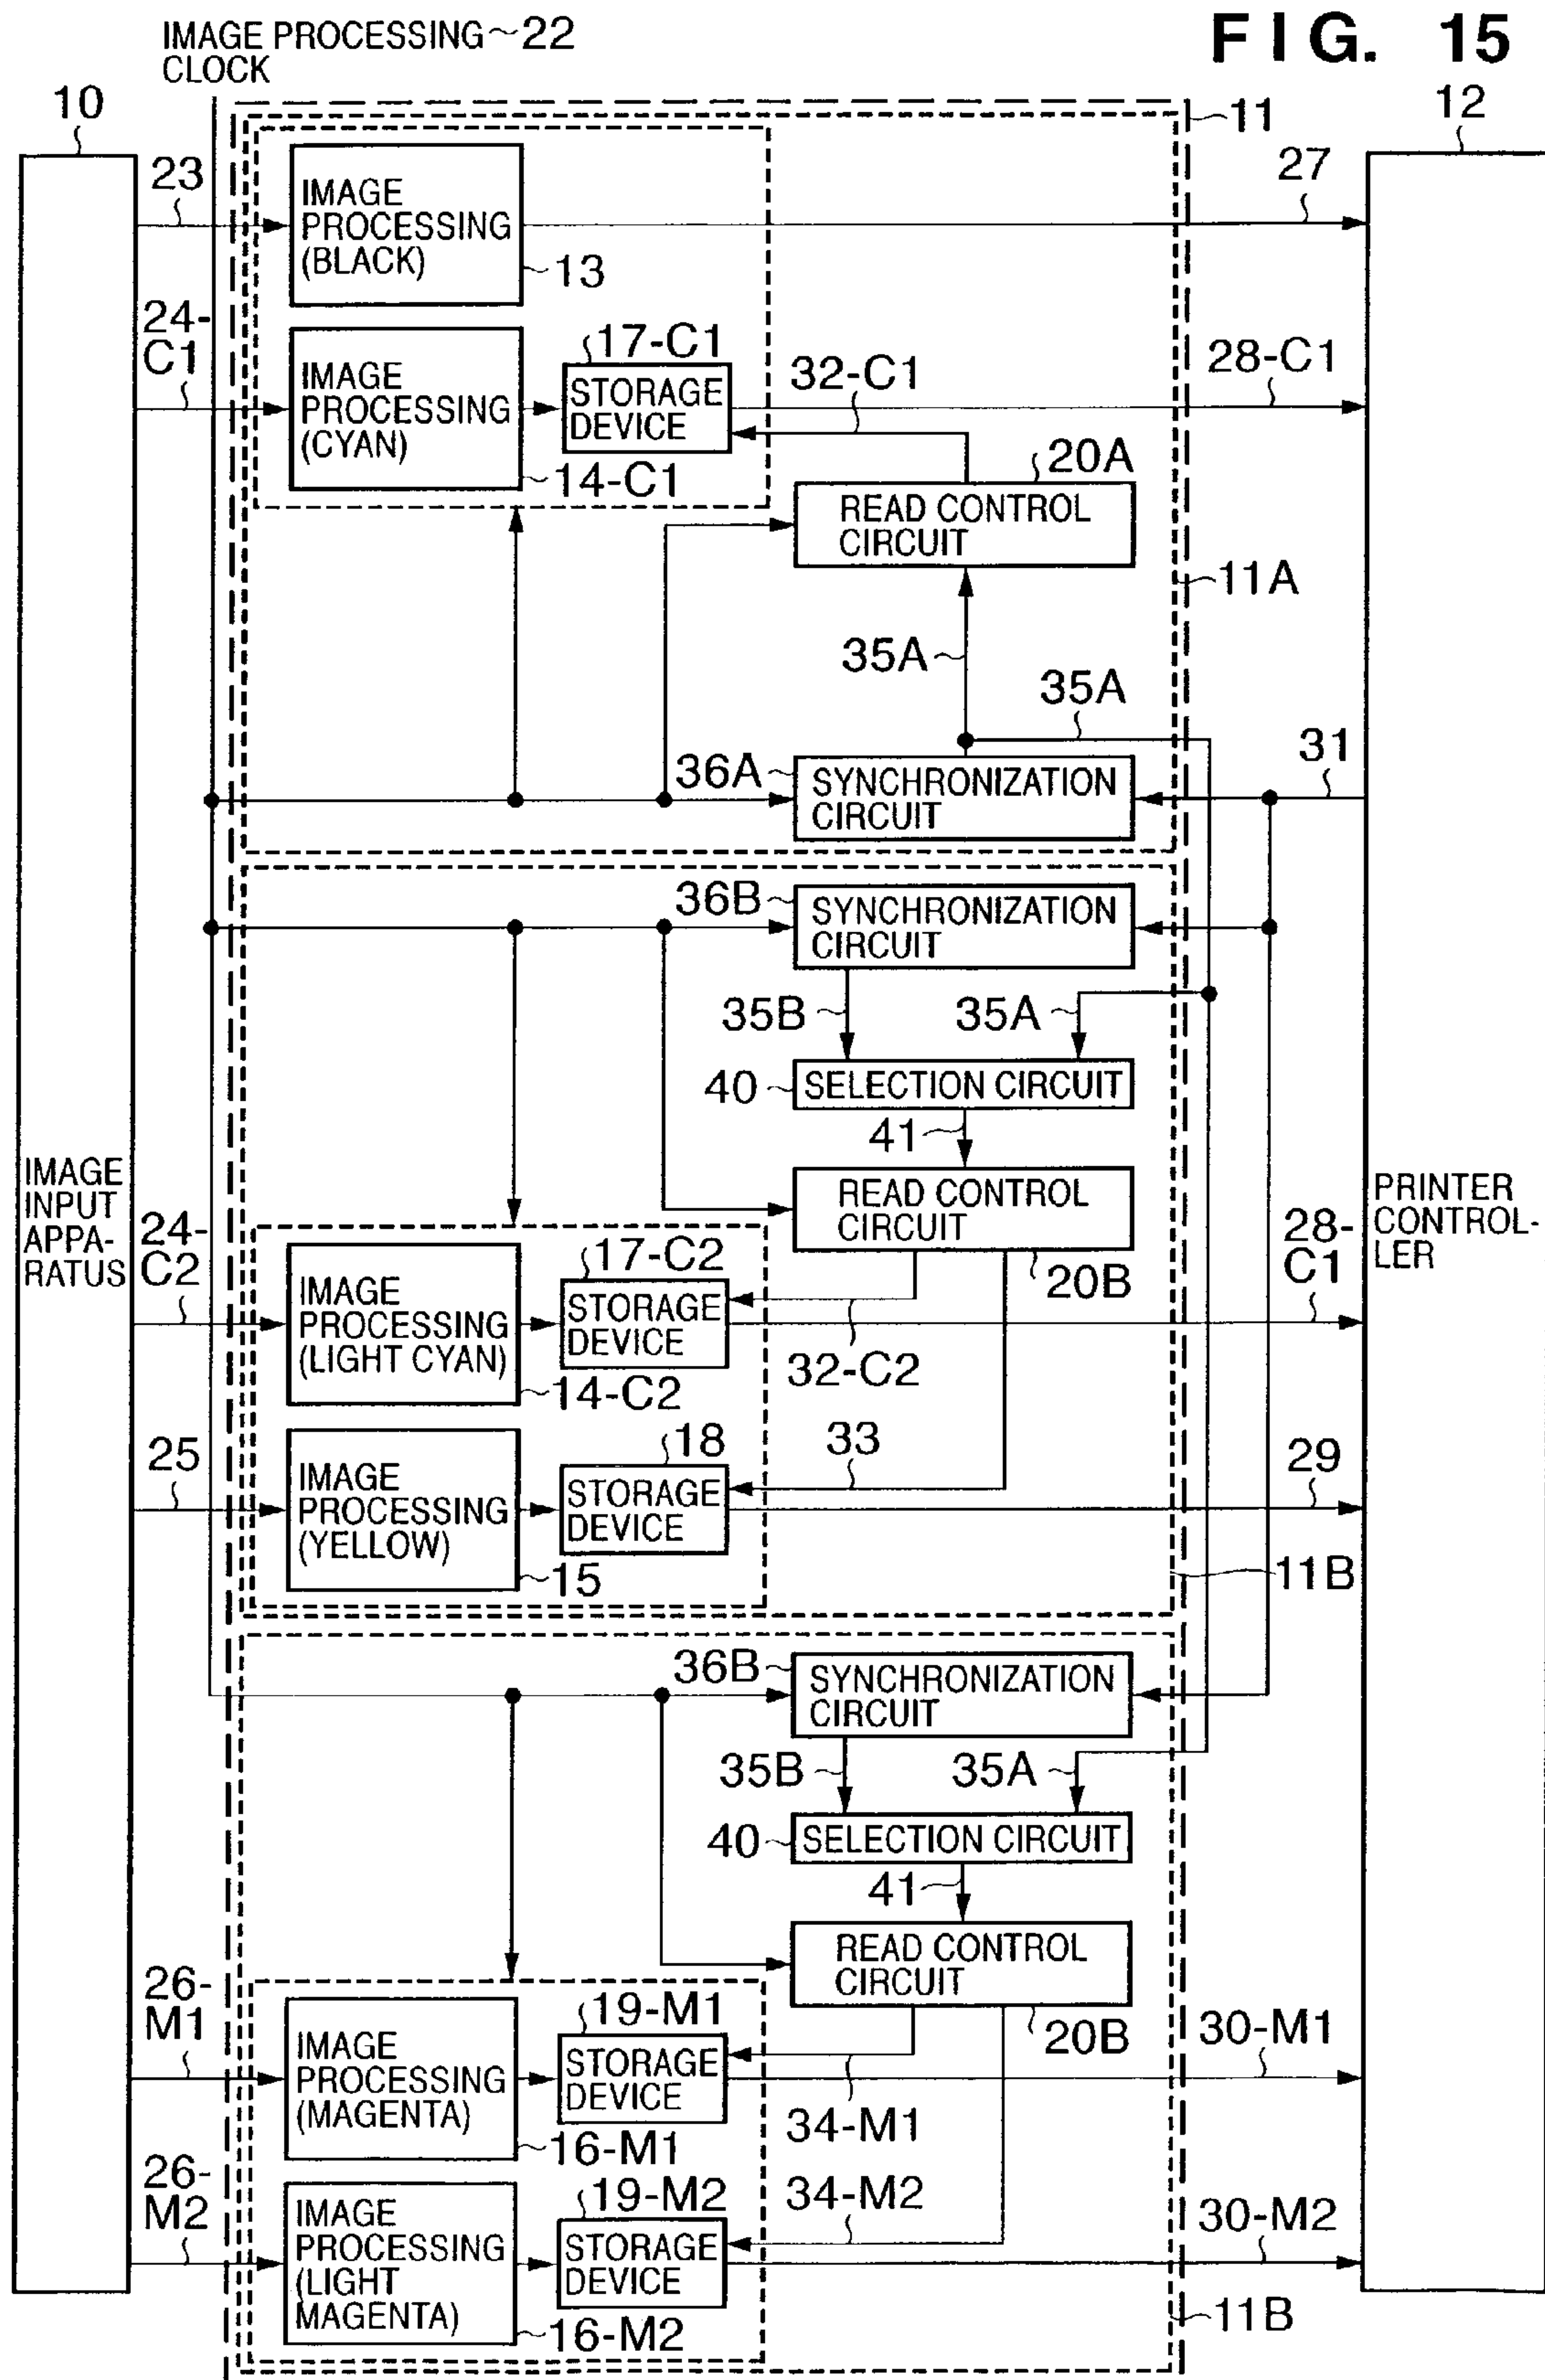 IMAGE PROCESSING 22
CLOCK
FIG. 15
10
11
12
23
27
IMAGE
PROCESSING
(BLACK)
13
24-
C1
IMAGE
PROCESSING
(CYAN)
14-C1
17-C1
STORAGE
DEVICE
32-C1
28-C1
20A
READ CONTROL
CIRCUIT
11A
35A
35A
31
36A
SYNCHRONIZATION
CIRCUIT
36B
SYNCHRONIZATION
CIRCUIT
35B
35A
40
SELECTION CIRCUIT
41
READ CONTROL
CIRCUIT
20B
IMAGE
INPUT
APPA-
RATUS
PRINTER
CONTROL-
LER
24-
C2
17-C2
IMAGE
PROCESSING
(LIGHT CYAN)
14-C2
STORAGE
DEVICE
32-C2
28-
C1
25
18
33
29
IMAGE
PROCESSING
(YELLOW)
15
STORAGE
DEVICE
11B
36B
SYNCHRONIZATION
CIRCUIT
35B
35A
40
SELECTION CIRCUIT
41
READ CONTROL
CIRCUIT
20B
26-
M1
19-M1
IMAGE
PROCESSING
(MAGENTA)
16-M1
STORAGE
DEVICE
34-M1
30-M1
26-
M2
19-M2
34-M2
30-M2
IMAGE
PROCESSING
(LIGHT
MAGENTA)
16-M2
STORAGE
DEVICE
11B